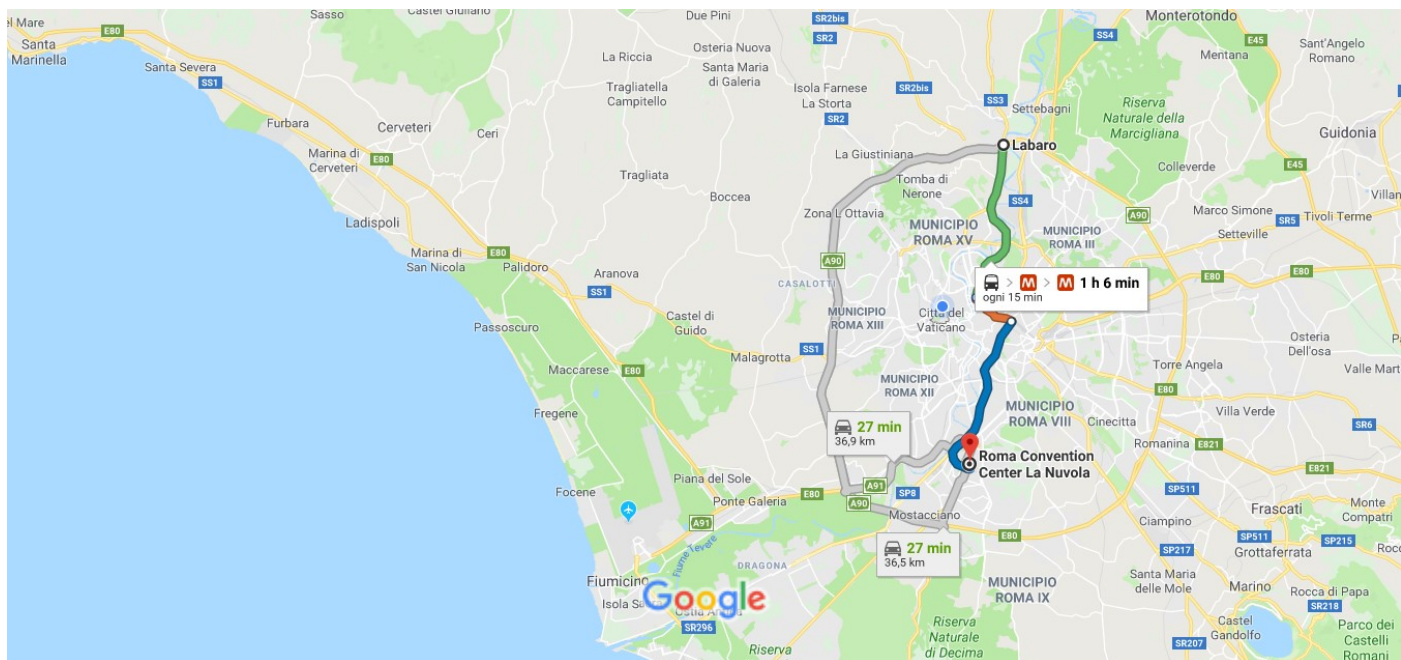 el Mare
Sasso
Castel Giuliano
E80
Santa
Marinella
Santa Severa
SS1
Furbara
Cerveteri
Ceri
Marina di
Cerveteri
E80
Ladispoli
Marina di
San Nicola
E80
Palidoro
Passoscuro
Maccarese
Fregene
Focene
Fiumicino
Due Pini
SR2bis
SR2
Osteria Nuova
La Riccia
Santa Maria
di Galeria
Tragliatella
Campitello
Isola Farnese
La Storta
SR2bis
SR2
SS3
Settebagni
SS4
Monterotondo
E45
Mentana
Sant'Angelo
Romano
Riserva
Naturale della
Marcigliana
Guidonia
Labaro
La Giustiniana
Colleverde
E45
Tragliata
Boccea
Tomba di
Nerone
SS4
Zona L'Ottavia
MUNICIPIO
ROMA XV
MUNICIPIO
ROMA III
A90
Marco Simone
SR5
Tivoli Terme
Setteville
Aranova
SS1
A90
CASALOTTI
1 h 6 min
ogni 15 min
Castel di
Guido
MUNICIPIO
ROMA XIII
Città del
Vaticano
Malagrotta
SS1
E80
Osteria
Dell'osa
Torre Angela
E80
Valle Mart
MUNICIPIO
ROMA XII
MUNICIPIO
ROMA VIII
Cinecitta
Villa Verde
SR6
27 min
36,9 km
Romanina
E821
E821
Roma Convention
Center La Nuvola
Piana del Sole
Ponte Galeria
E80
A91
A90
SP8
SP511
Mostacciano
E80
Frascati
Monte
Compatri
A91
Fiume Tevere
27 min
36,5 km
Ciampino
SP511
SP215
SP217
Grottaferrata
DRAGONA
MUNICIPIO
ROMA IX
Santa Maria
delle Mole
Marino
Rocca di Papa
SR218
Google
SR296
Riserva
Riserva
Naturale
di Decima
Castel
Gandolfo
SR207
Parco dei
Castelli
Romani